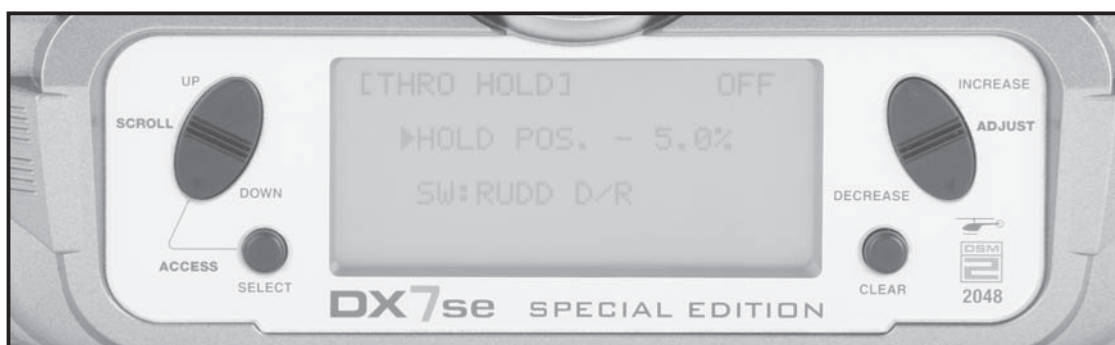 UP
SCROLL
DOWN
ACCESS
SELECT
[THRO HOLD] OFF
▶HOLD POS. - 5.0%
SW:RUDD D/R
INCREASE
ADJUST
DECREASE
CLEAR
DSM
2
2048
DX7se SPECIAL EDITION